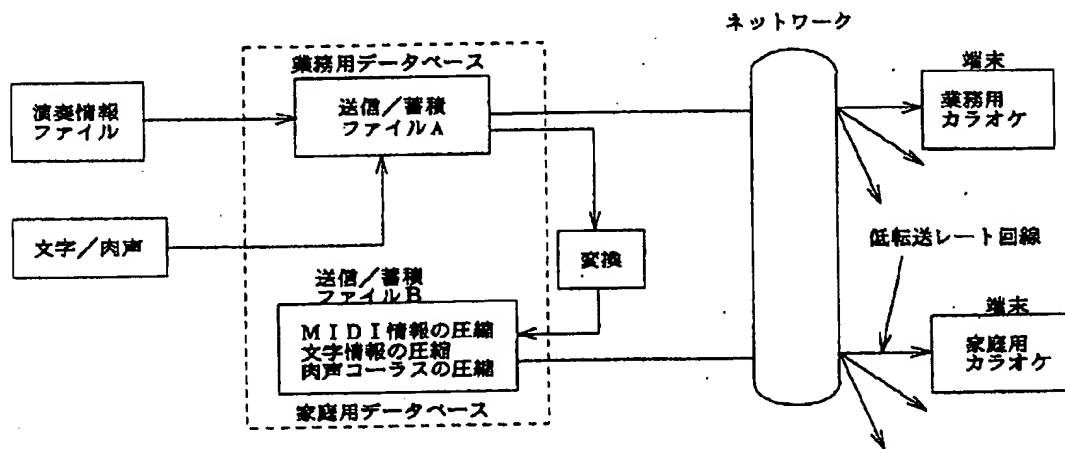 ネットワーク
業務用データベース
端末
演奏情報
ファイル
送信／蓄積
ファイルA
業務用
カラオケ
文字／肉声
変換
低転送レート回線
送信／蓄積
ファイルB
MIDI情報の圧縮
文字情報の圧縮
肉声コーラスの圧縮
端末
家庭用
カラオケ
家庭用データベース